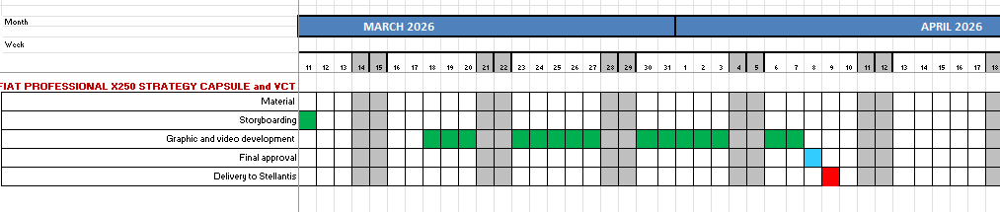 Month
MARCH 2026 APRIL 2026
Week
11 12 13 14 15 16 17 18 19 20 21 22 23 24 25 26 27 28 29 30 31 1 2 3 4 5 6 7 8 9 10 11 12 13 14 15 16 17 18
FIAT PROFESSIONAL X250 STRATEGY CAPSULE and VCT
Material
Storyboarding
Graphic and video development
Final approval
Delivery to Stellantis